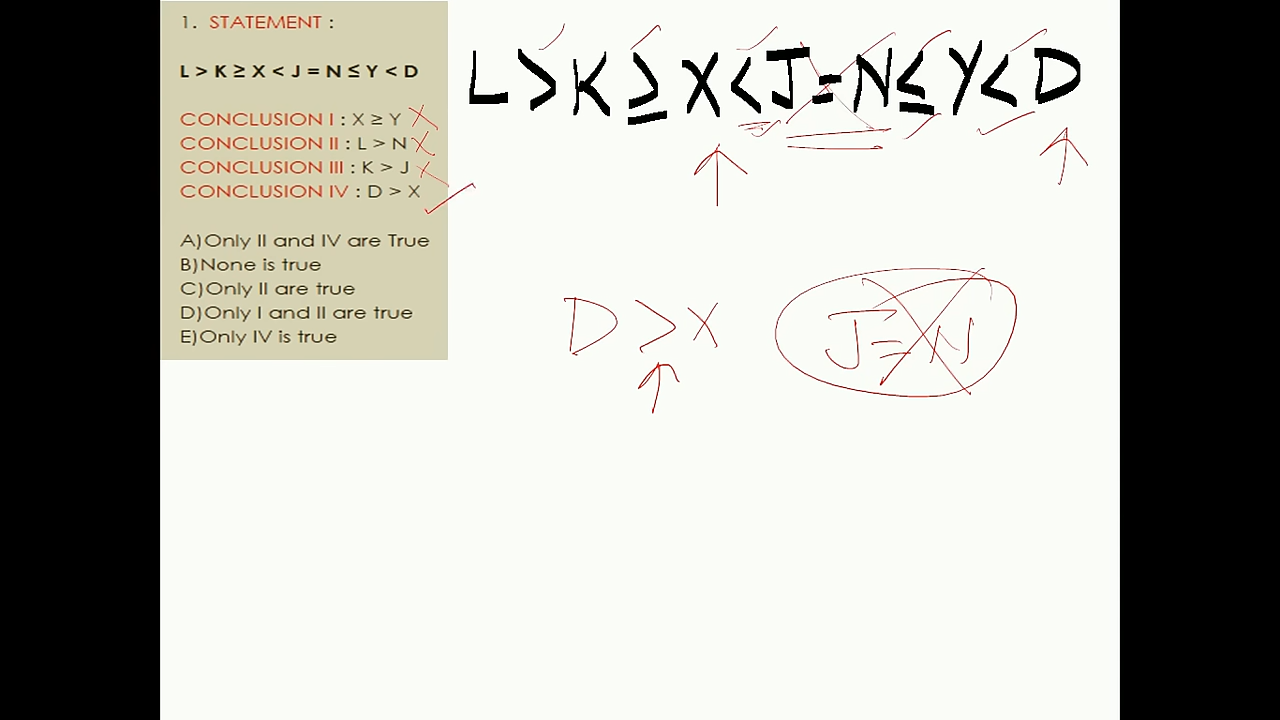 1. STATEMENT :
L > K ≥ X < J = N ≤ Y < D
CONCLUSION I : X ≥ Y
CONCLUSION II : L > N
CONCLUSION III : K > J
CONCLUSION IV : D > X
A)Only II and IV are True
B)None is true
C)Only II are true
D)Only I and II are true
E)Only IV is true
L > K ≥ X < J = N ≤ Y < D
D > X
J = N